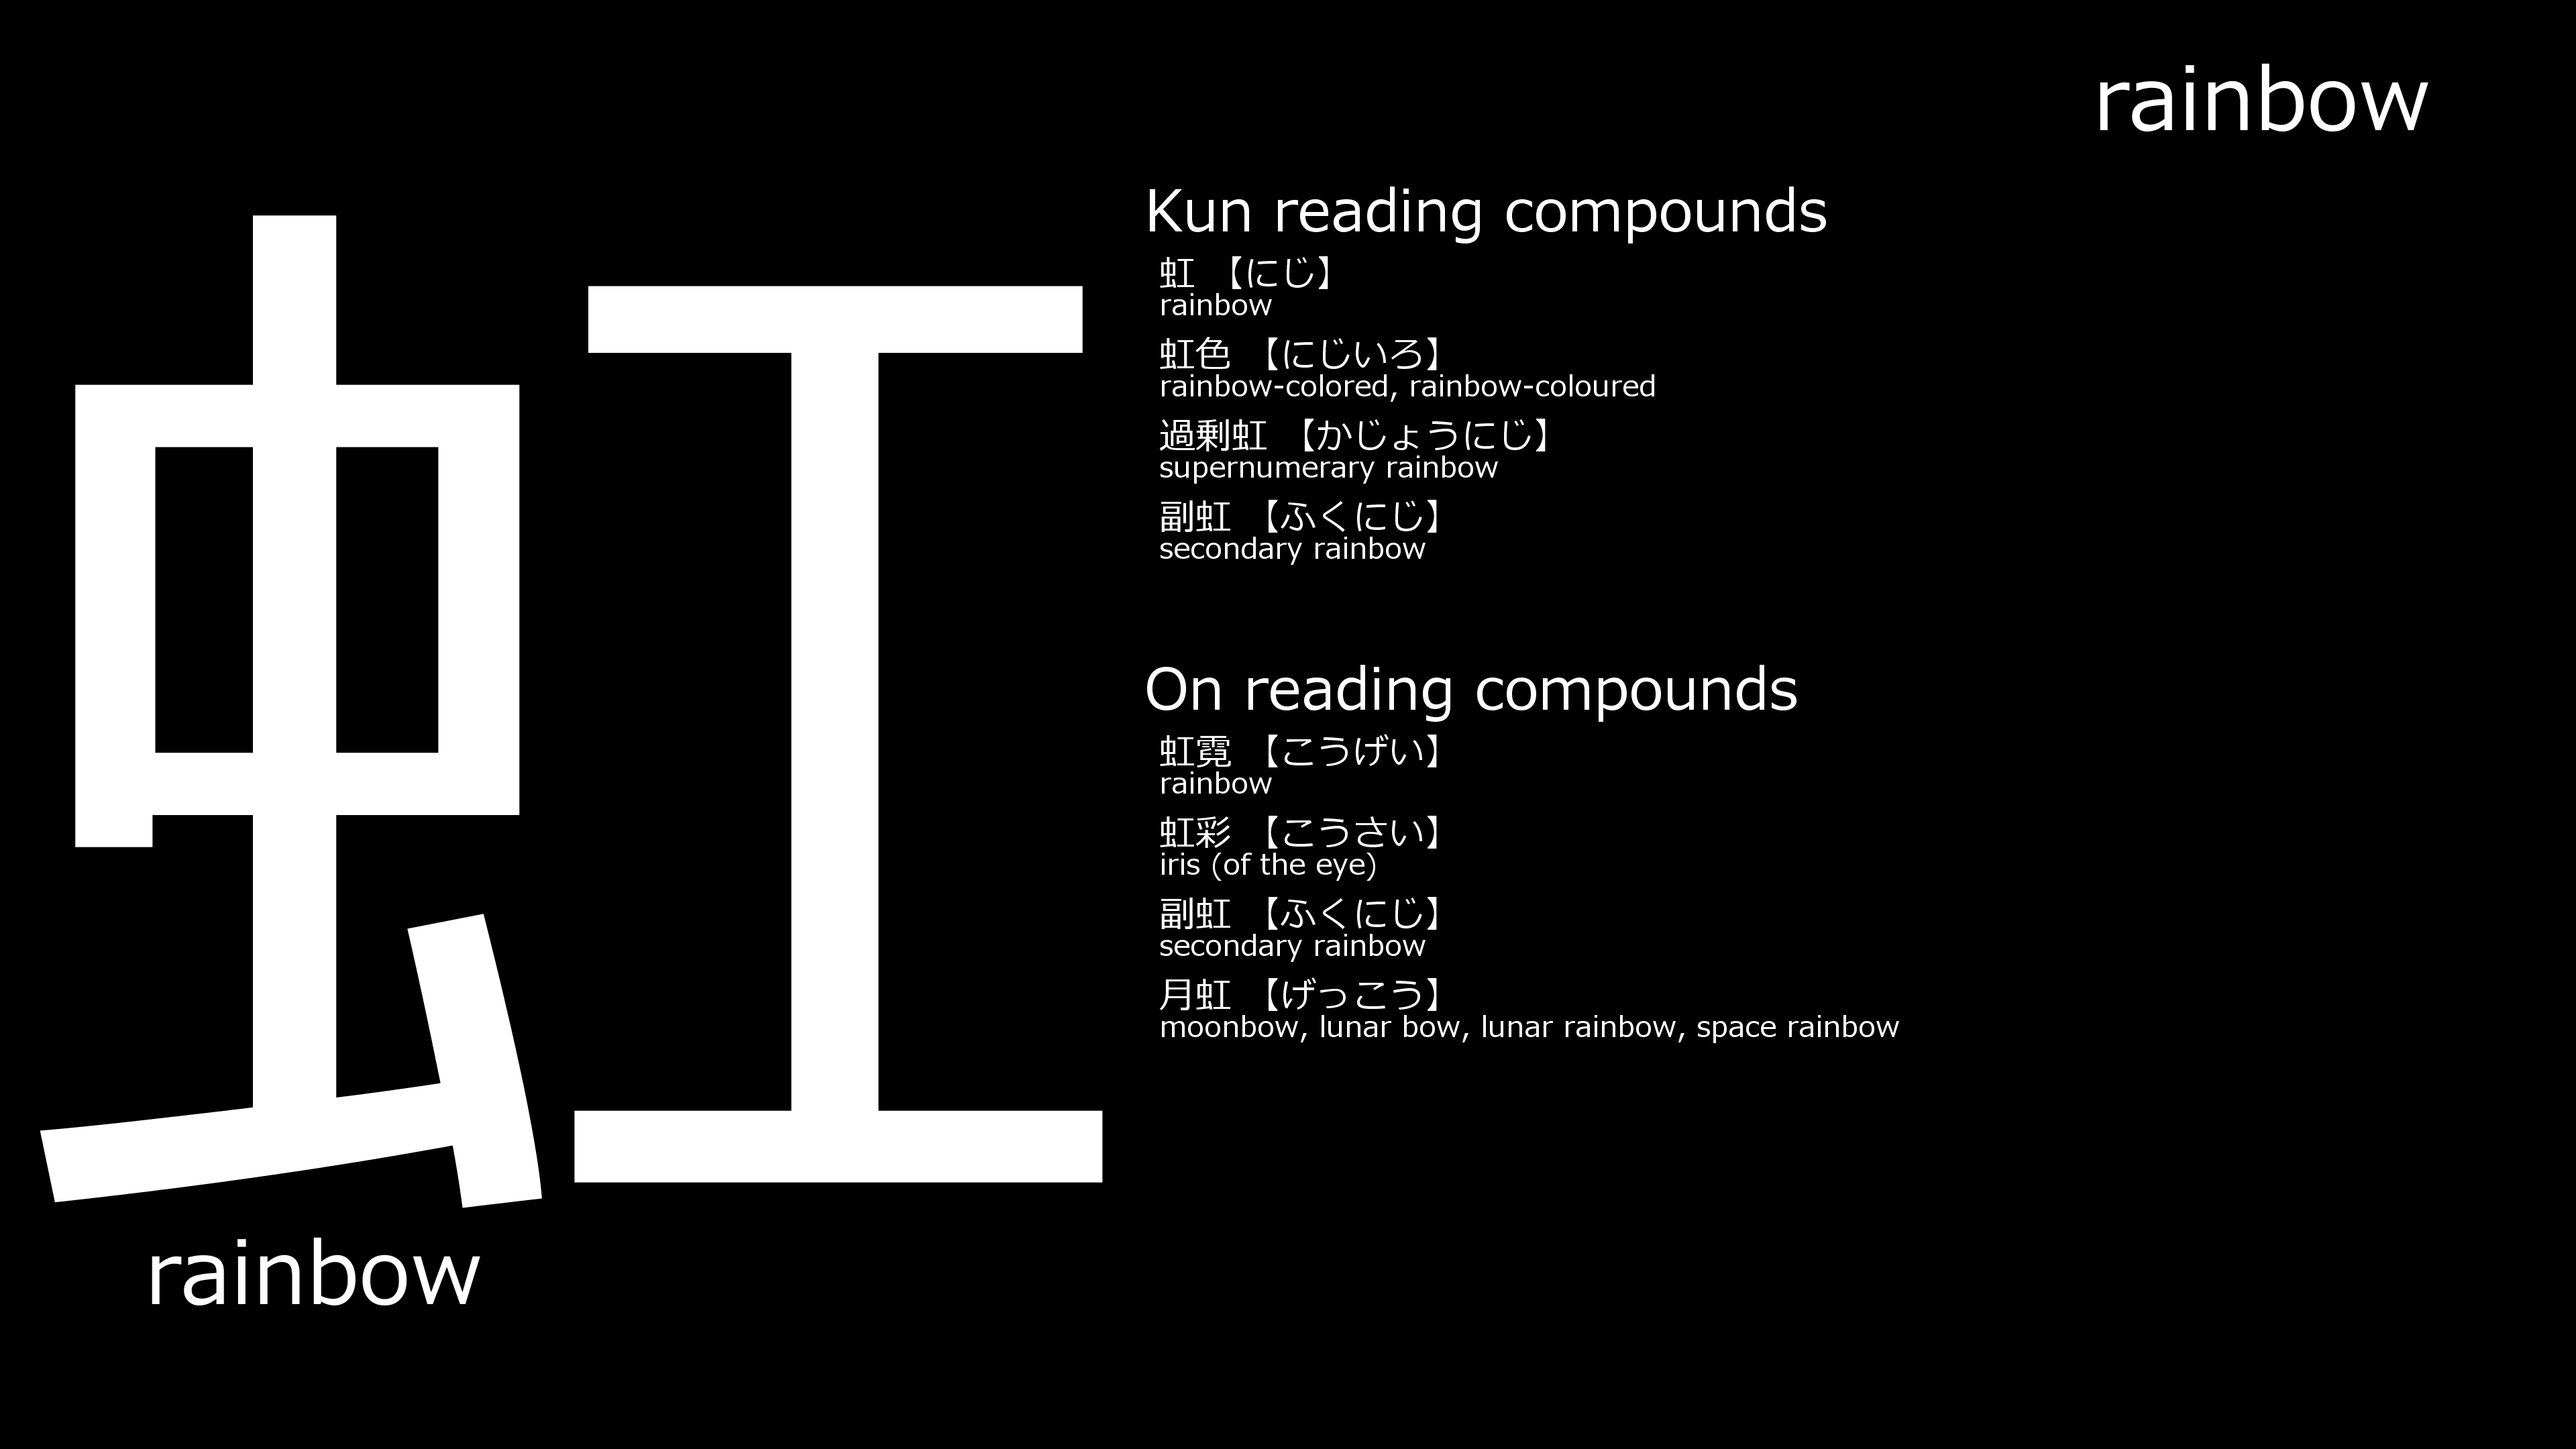 rainbow
虹
rainbow
Kun reading compounds
虹 【にじ】
rainbow
虹色 【にじいろ】
rainbow-colored, rainbow-coloured
過剰虹 【かじょうにじ】
supernumerary rainbow
副虹 【ふくにじ】
secondary rainbow
On reading compounds
虹霓 【こうげい】
rainbow
虹彩 【こうさい】
iris (of the eye)
副虹 【ふくにじ】
secondary rainbow
月虹 【げっこう】
moonbow, lunar bow, lunar rainbow, space rainbow